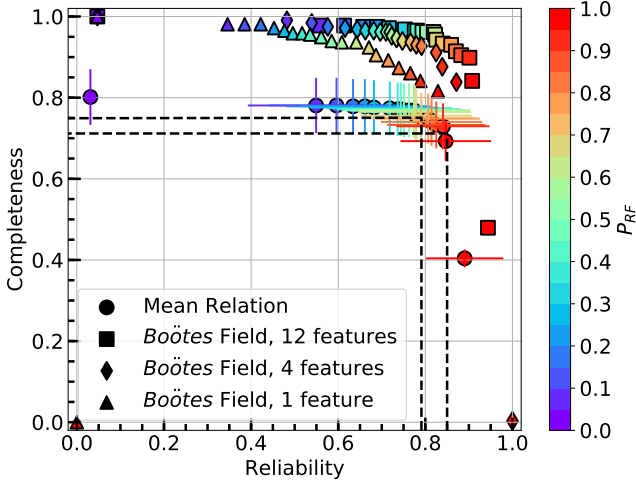 1.0
0.8
0.6
0.4
0.2
0.0
Completeness
Mean Relation
Boötes Field, 12 features
Boötes Field, 4 features
Boötes Field, 1 feature
0.0 0.2 0.4 0.6 0.8 1.0
Reliability
1.0
0.9
0.8
0.7
0.6
0.5
0.4
0.3
0.2
0.1
0.0
P_RF